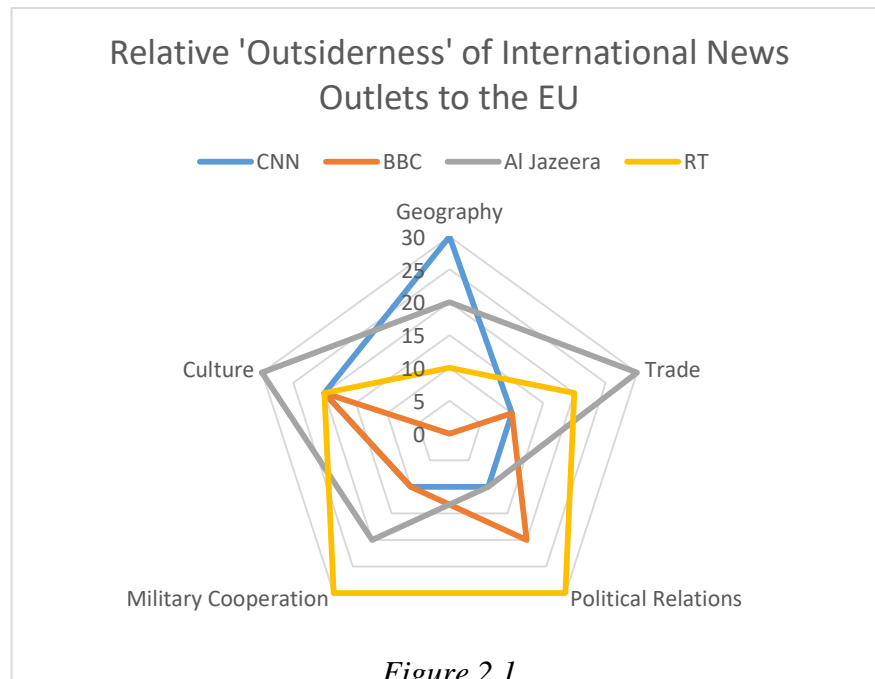 Relative 'Outsiderness' of International News
Outlets to the EU
CNN BBC Al Jazeera RT
Geography
30
25
20
15
10
5
0
Culture
Trade
Military Cooperation
Political Relations
Figure 2.1